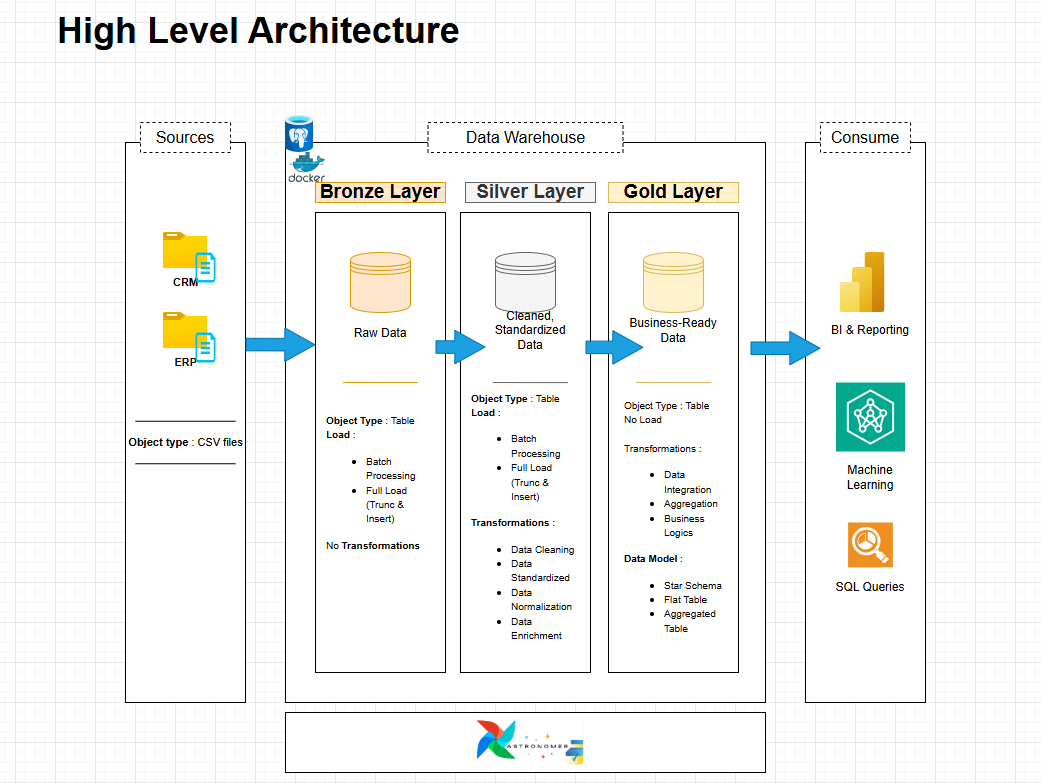 High Level Architecture
Sources
Data Warehouse
Consume
docker
Bronze Layer
Silver Layer
Gold Layer
CRM
ERP
Object type : CSV files
Raw Data
Object Type : Table
Load :
Batch
Processing
Full Load
(Trunc &
Insert)
No Transformations
Cleaned,
Standardized
Data
Object Type : Table
Load :
Batch
Processing
Full Load
(Trunc &
Insert)
Transformations :
Data Cleaning
Data
Standardized
Data
Normalization
Data
Enrichment
Business-Ready
Data
Object Type : Table
No Load
Transformations :
Data
Integration
Aggregation
Business
Logics
Data Model :
Star Schema
Flat Table
Aggregated
Table
BI & Reporting
Machine
Learning
SQL Queries
ASTRONOMER